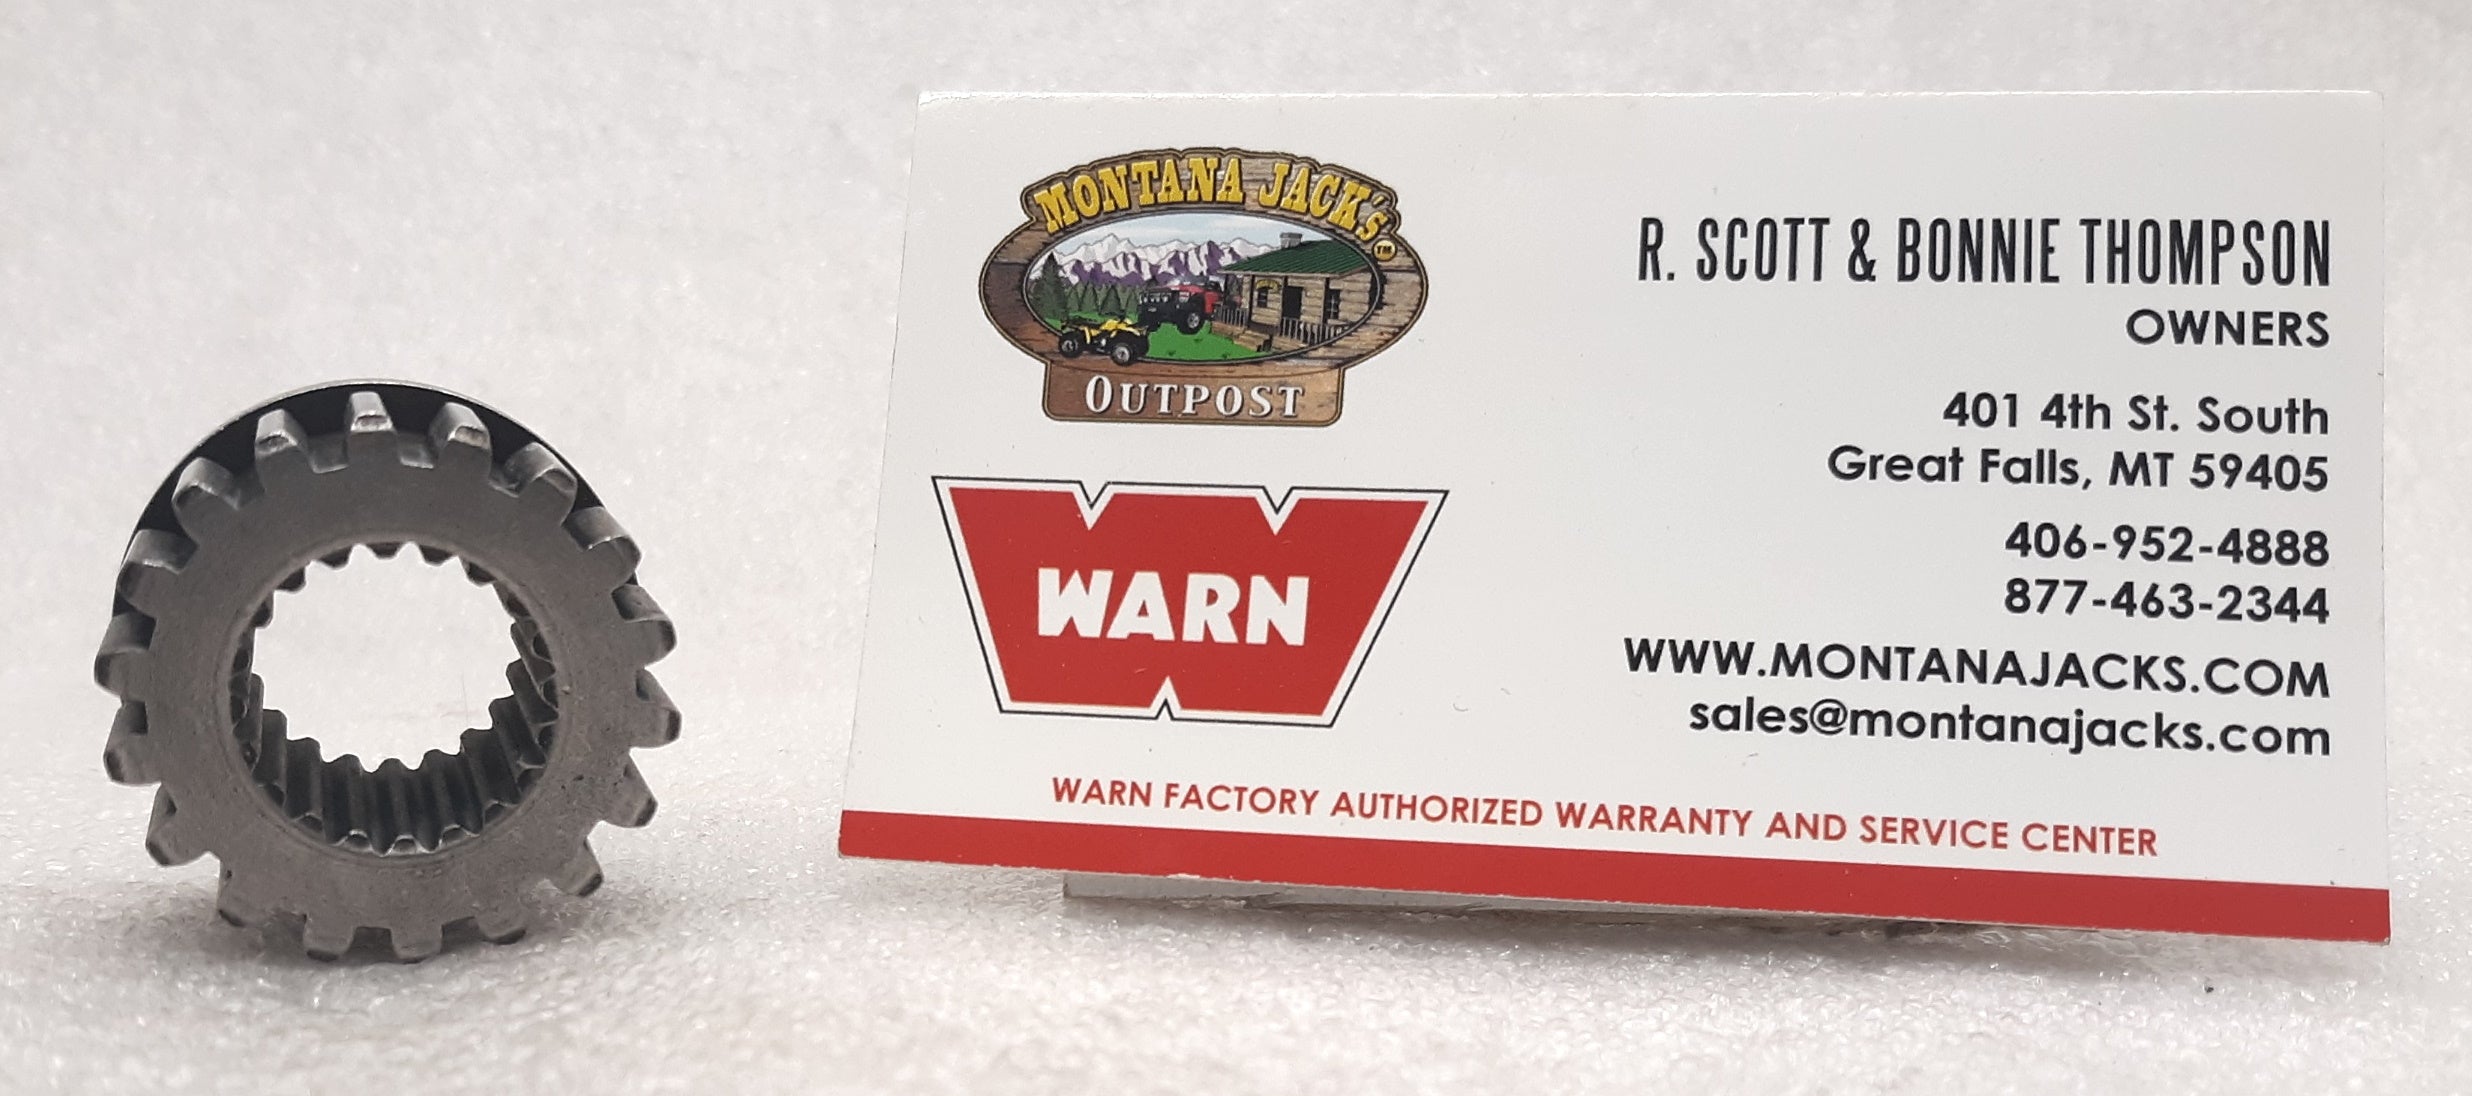 MONTANA JACK's™
OUTPOST
WARN
R. SCOTT & BONNIE THOMPSON
OWNERS
401 4th St. South
Great Falls, MT 59405
406-952-4888
877-463-2344
WWW.MONTANAJACKS.COM
sales@montanajacks.com
WARN FACTORY AUTHORIZED WARRANTY AND SERVICE CENTER